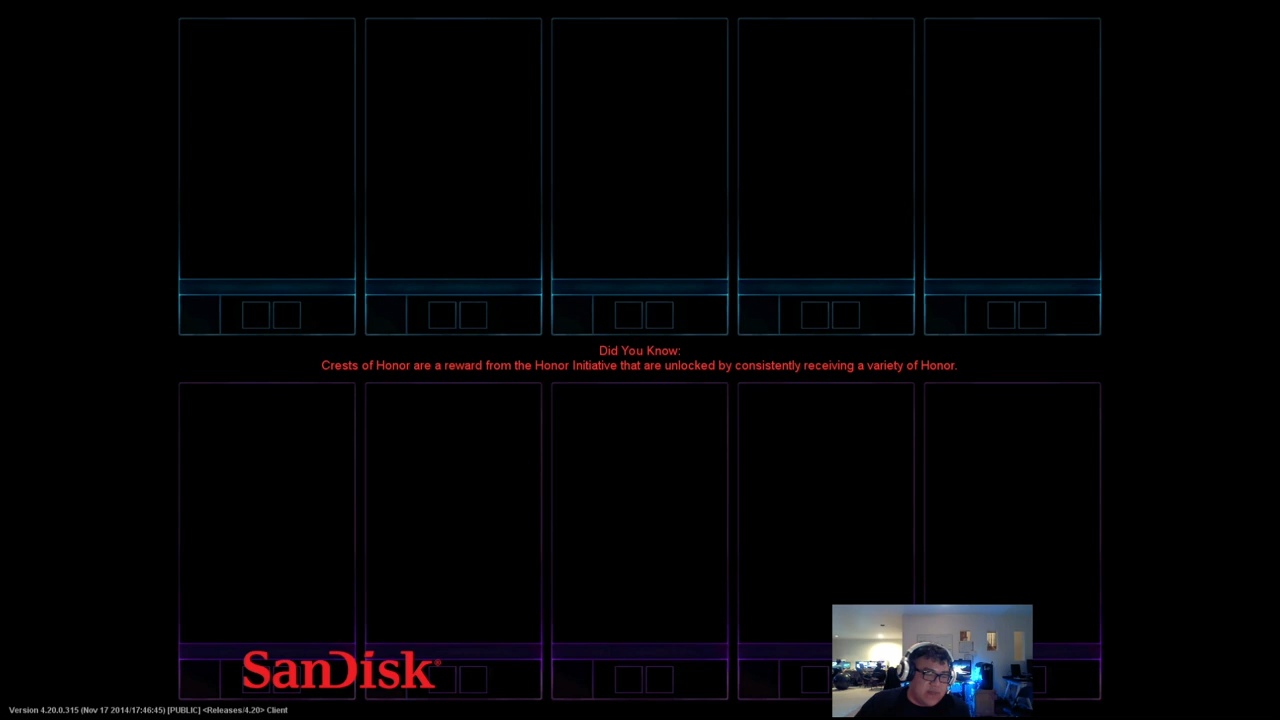 Did You Know:
Crests of Honor are a reward from the Honor Initiative that are unlocked by consistently receiving a variety of Honor.
SanDisk®
Version 4.20.0.315 (Nov 17 2014/17:46:45) [PUBLIC] <Releases/4.20> Client